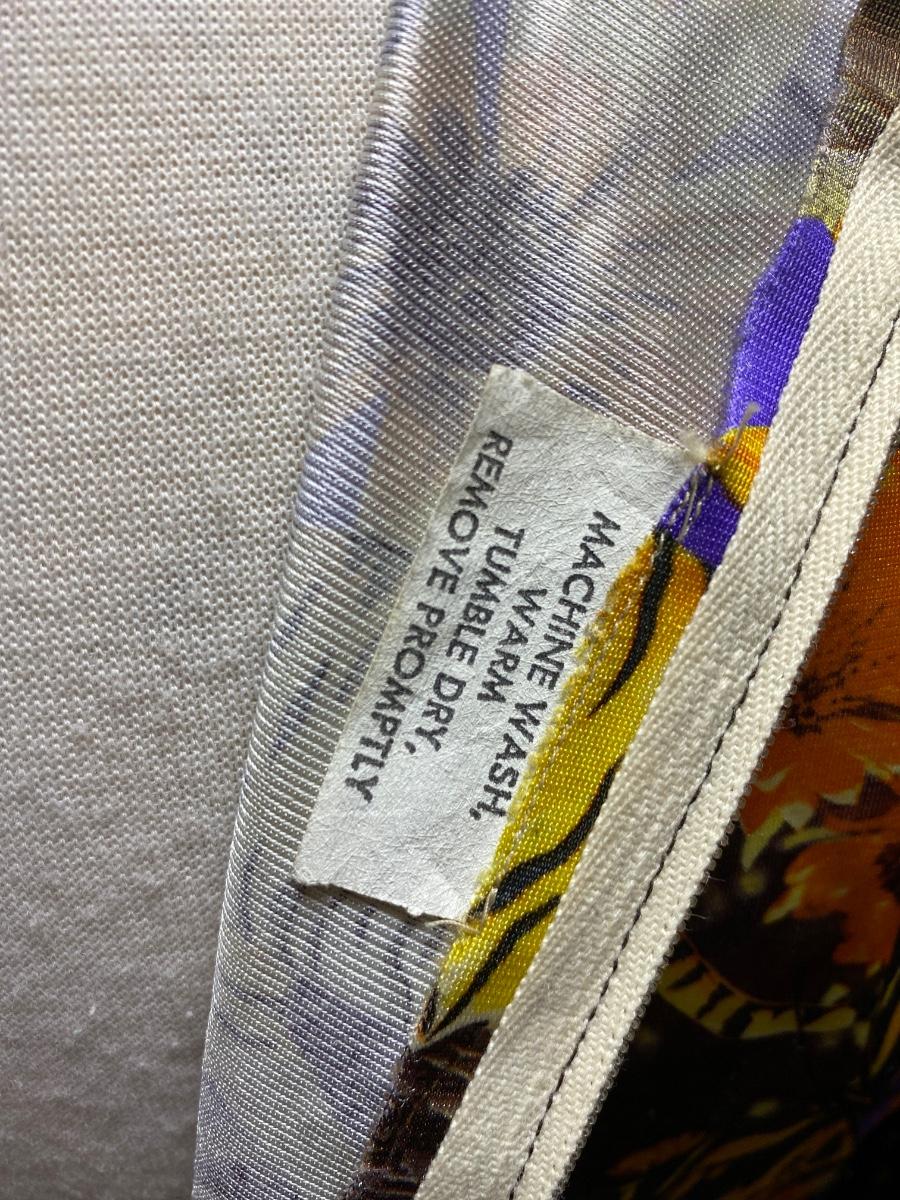 MACHINE WASH,
WARM
TUMBLE DRY,
REMOVE PROMPTLY